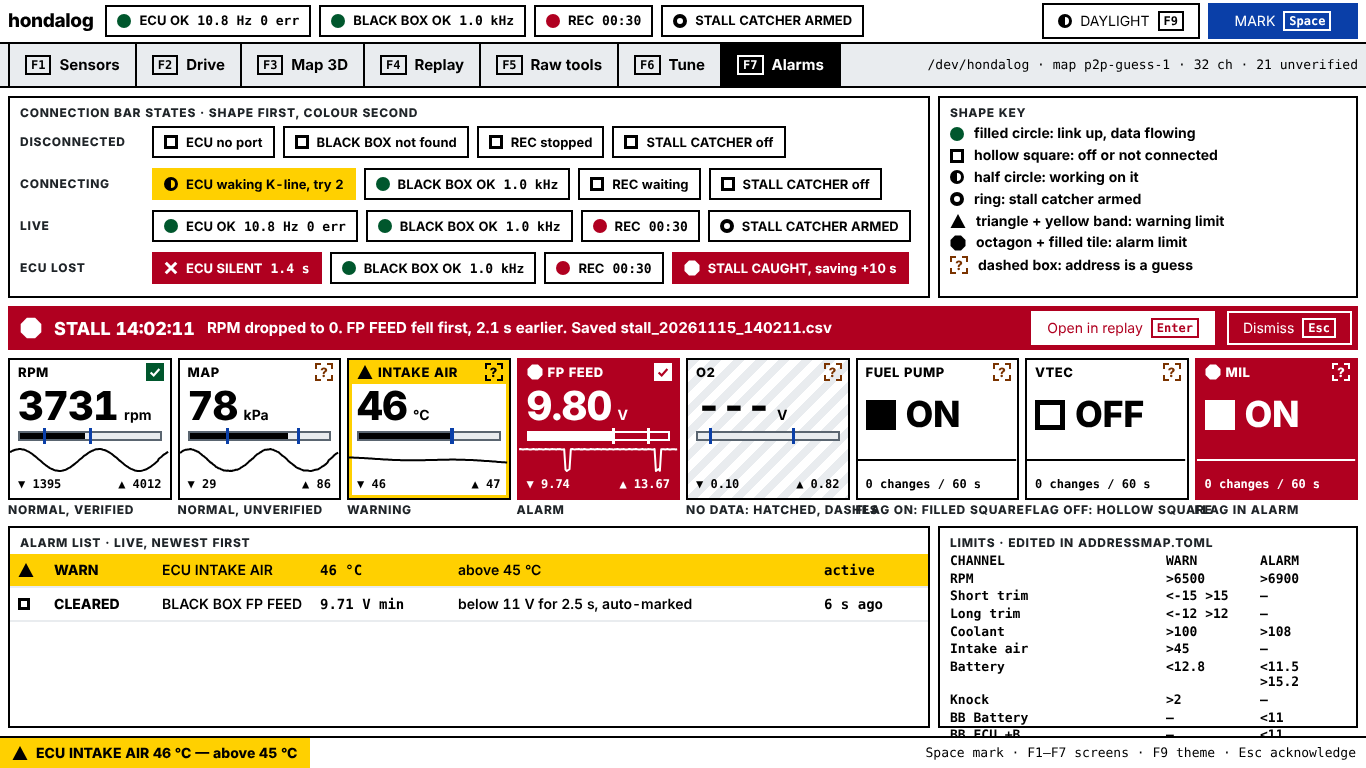 hondalog ECU OK 10.8 Hz 0 err BLACK BOX OK 1.0 kHz REC 00:30 STALL CATCHER ARMED DAYLIGHT F9 MARK Space
F1 Sensors F2 Drive F3 Map 3D F4 Replay F5 Raw tools F6 Tune F7 Alarms /dev/hondalog · map p2p-guess-1 · 32 ch · 21 unverified
CONNECTION BAR STATES · SHAPE FIRST, COLOUR SECOND
DISCONNECTED ECU no port BLACK BOX not found REC stopped STALL CATCHER off
CONNECTING ECU waking K-line, try 2 BLACK BOX OK 1.0 kHz REC waiting STALL CATCHER off
LIVE ECU OK 10.8 Hz 0 err BLACK BOX OK 1.0 kHz REC 00:30 STALL CATCHER ARMED
ECU LOST ECU SILENT 1.4 s BLACK BOX OK 1.0 kHz REC 00:30 STALL CAUGHT, saving +10 s
SHAPE KEY
filled circle: link up, data flowing
hollow square: off or not connected
half circle: working on it
ring: stall catcher armed
triangle + yellow band: warning limit
octagon + filled tile: alarm limit
[?] dashed box: address is a guess
STALL 14:02:11 RPM dropped to 0. FP FEED fell first, 2.1 s earlier. Saved stall_20261115_140211.csv Open in replay Enter Dismiss Esc
RPM
3731 rpm
▼ 1395 ▲ 4012
NORMAL, VERIFIED
MAP [?]
78 kPa
▼ 29 ▲ 86
NORMAL, UNVERIFIED
▲ INTAKE AIR [?]
46 °C
▼ 46 ▲ 47
WARNING
FP FEED
9.80 V
▼ 9.74 ▲ 13.67
ALARM
O2 [?]
--- V
▼ 0.10 ▲ 0.82
NO DATA: HATCHED, DASHES
FUEL PUMP [?]
ON
0 changes / 60 s
FLAG ON: FILLED SQUARE
VTEC [?]
OFF
0 changes / 60 s
FLAG OFF: HOLLOW SQUARE
MIL [?]
ON
0 changes / 60 s
FLAG IN ALARM
ALARM LIST · LIVE, NEWEST FIRST
WARN ECU INTAKE AIR 46 °C above 45 °C active
CLEARED BLACK BOX FP FEED 9.71 V min below 11 V for 2.5 s, auto-marked 6 s ago
LIMITS · EDITED IN ADDRESSMAP.TOML
CHANNEL WARN ALARM
RPM >6500 >6900
Short trim <-15 >15 —
Long trim <-12 >12 —
Coolant >100 >108
Intake air >45 —
Battery <12.8 <11.5
>15.2
Knock >2 —
BB Battery — <11
BB ECU +B — <11
▲ ECU INTAKE AIR 46 °C — above 45 °C Space mark · F1–F7 screens · F9 theme · Esc acknowledge